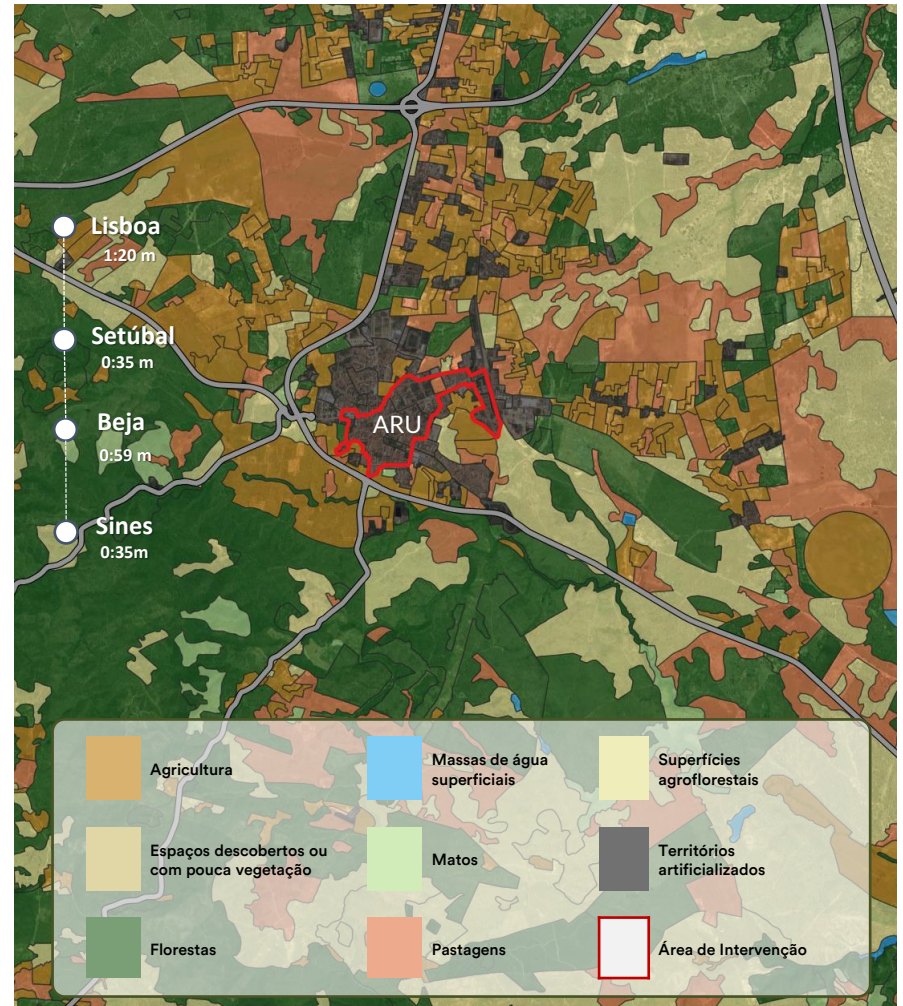 Lisboa
1:20 m
Setúbal
0:35 m
Beja
0:59 m
Sines
0:35m
ARU
Agricultura
Massas de água
superficiais
Superfícies
agroflorestais
Espaços descobertos ou
com pouca vegetação
Matos
Territórios
artificializados
Florestas
Pastagens
Área de Intervenção